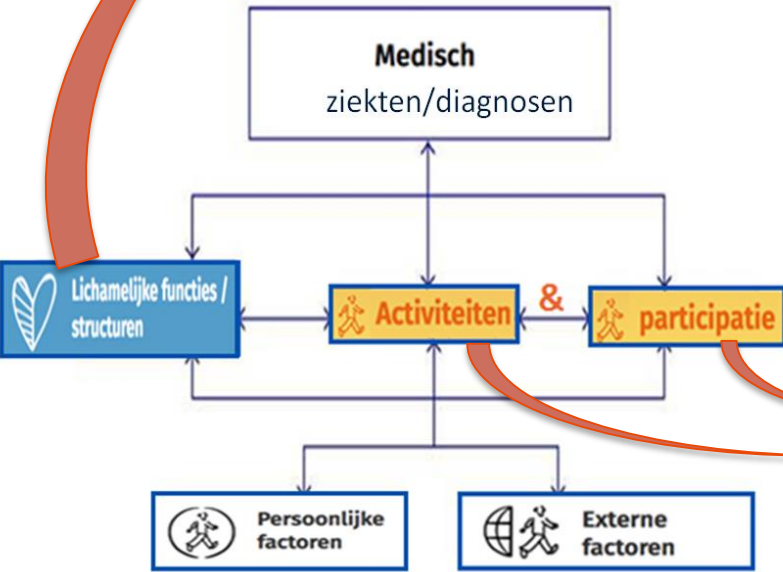 Medisch
ziekten/diagnosen
Lichamelijke functies /
structuren
Activiteiten
&
participatie
Persoonlijke
factoren
Externe
factoren